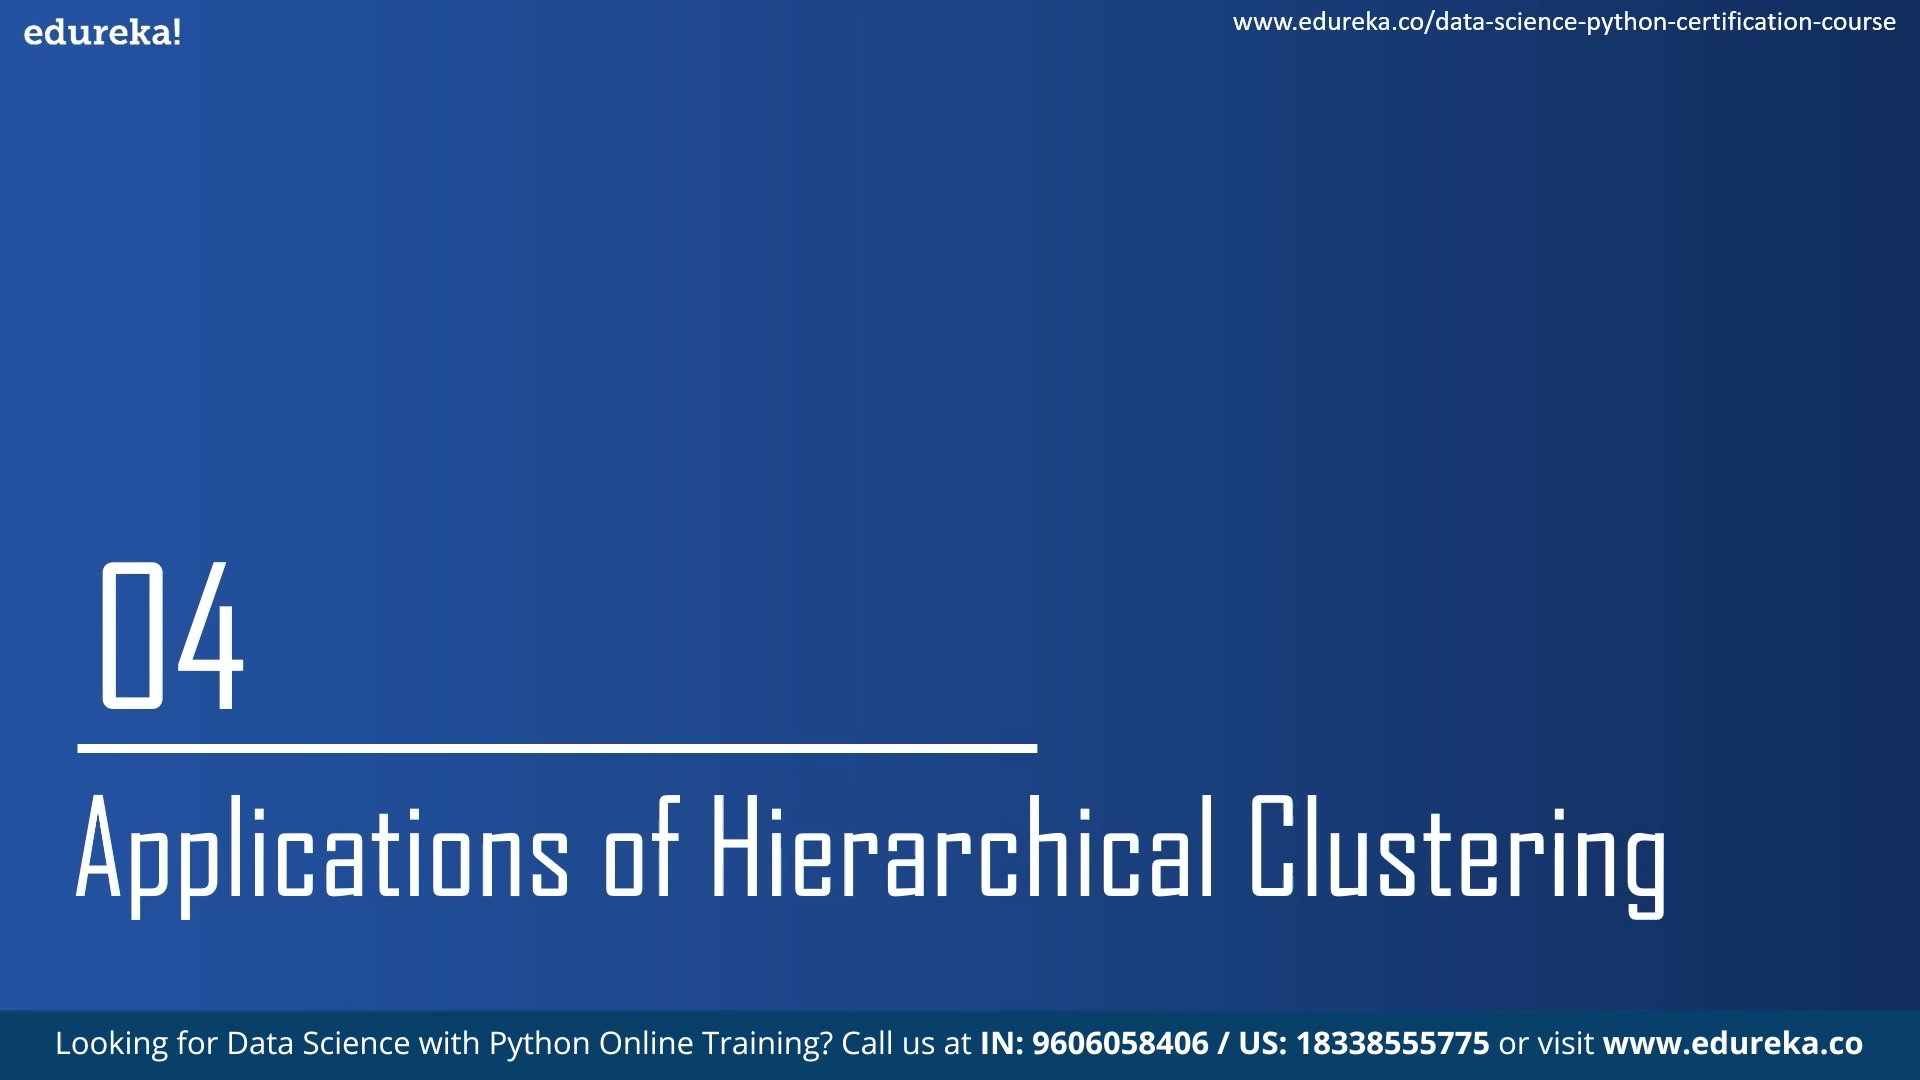 edureka!
www.edureka.co/data-science-python-certification-course
04
Applications of Hierarchical Clustering
Looking for Data Science with Python Online Training? Call us at IN: 9606058406 / US: 18338555775 or visit www.edureka.co